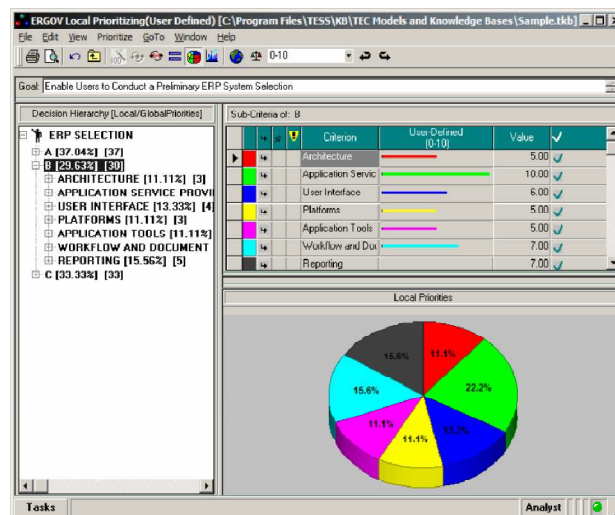 ERGOV Local Prioritizing(User Defined) [C:\Program Files\TESS\KB\TEC Models and Knowledge Bases\Sample.tkb]
File Edit View Prioritize GoTo Window Help
0-10
Goal: Enable Users to Conduct a Preliminary ERP System Selection
Decision Hierarchy [Local/GlobalPriorities]
ERP SELECTION
A [37.04%] [37]
B [29.63%] [30]
ARCHITECTURE [11.11%] [3]
APPLICATION SERVICE PROVI
USER INTERFACE [13.33%] [4]
PLATFORMS [11.11%] [3]
APPLICATION TOOLS [11.11%]
WORKFLOW AND DOCUMENT
REPORTING [15.56%] [5]
C [33.33%] [33]
Sub-Criteria of: B
Criterion User-Defined (0-10) Value
Architecture 5.00
Application Servic 10.00
User Interface 6.00
Platforms 5.00
Application Tools 5.00
Workflow and Dou 7.00
Reporting 7.00
Local Priorities
15.6% 11.1%
22.2%
15.6%
13.3%
11.1%
11.1%
Tasks Analyst